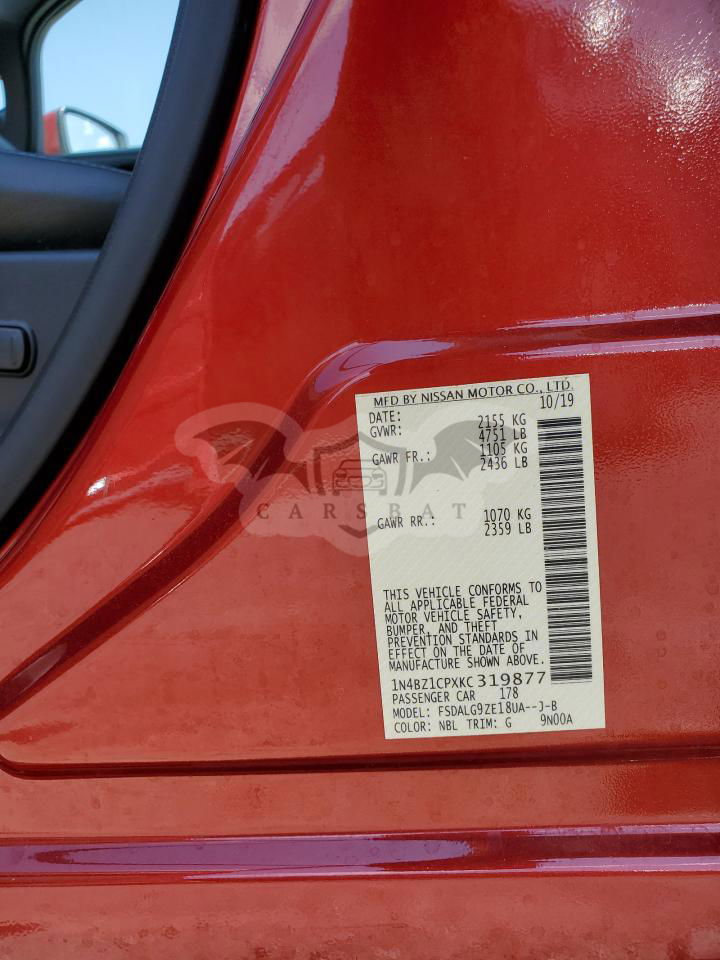 MFD BY NISSAN MOTOR CO., LTD.
DATE: 10/19
GVWR: 2155 KG
4751 LB
GAWR FR.: 1105 KG
2436 LB
CARSBAT
GAWR RR.: 1070 KG
2359 LB
THIS VEHICLE CONFORMS TO
ALL APPLICABLE FEDERAL
MOTOR VEHICLE SAFETY,
BUMPER, AND THEFT
PREVENTION STANDARDS IN
EFFECT ON THE DATE OF
MANUFACTURE SHOWN ABOVE.
1N4BZ1CPXKC319877
PASSENGER CAR 178
MODEL: FSDALG9ZE18UA--J-B
COLOR: NBL TRIM: G 9N00A